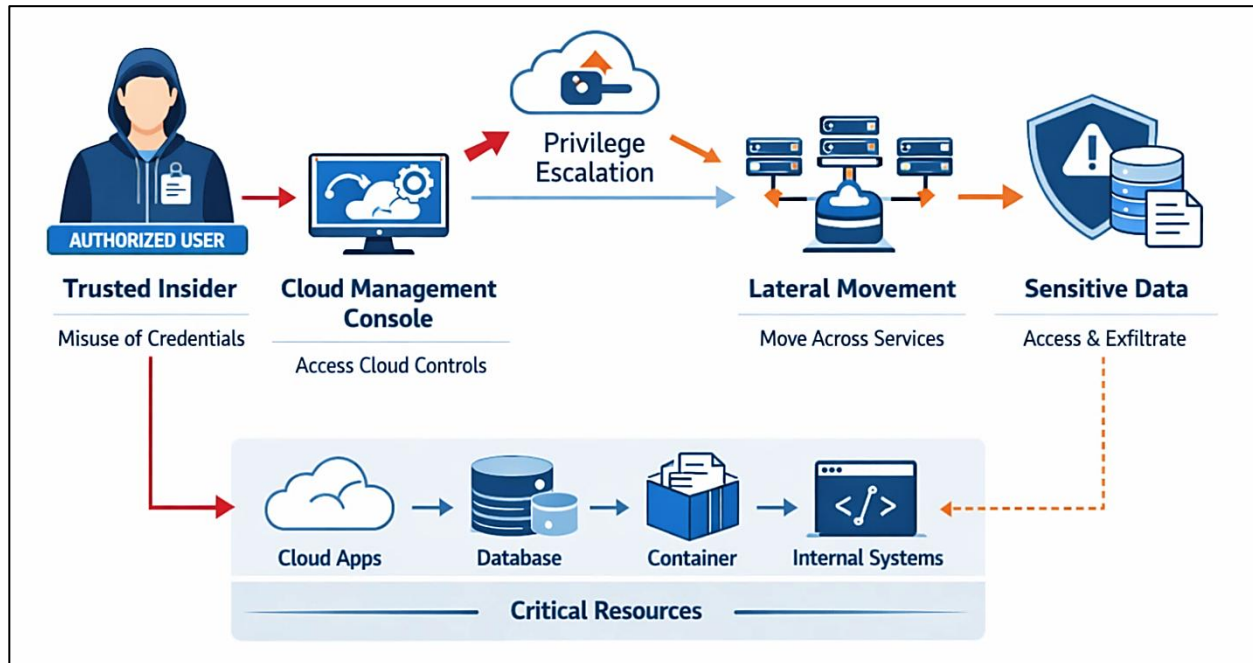 Privilege
Escalation
AUTHORIZED USER
Trusted Insider
Misuse of Credentials
Cloud Management
Console
Access Cloud Controls
Lateral Movement
Move Across Services
Sensitive Data
Access & Exfiltrate
</>
Cloud Apps
Database
Container
Internal Systems
Critical Resources